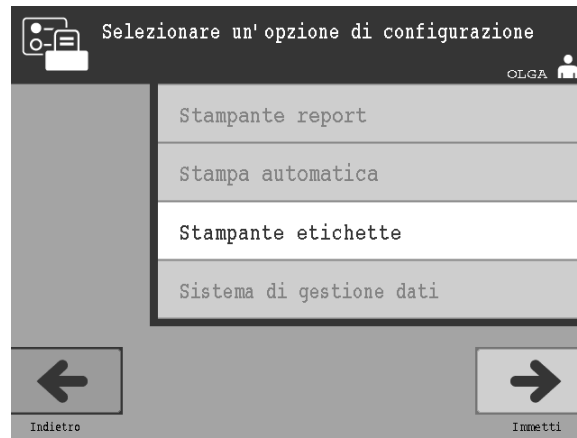 Selezionare un'opzione di configurazione
OLGA
Stampante report
Stampa automatica
Stampante etichette
Sistema di gestione dati
Indietro
Immetti